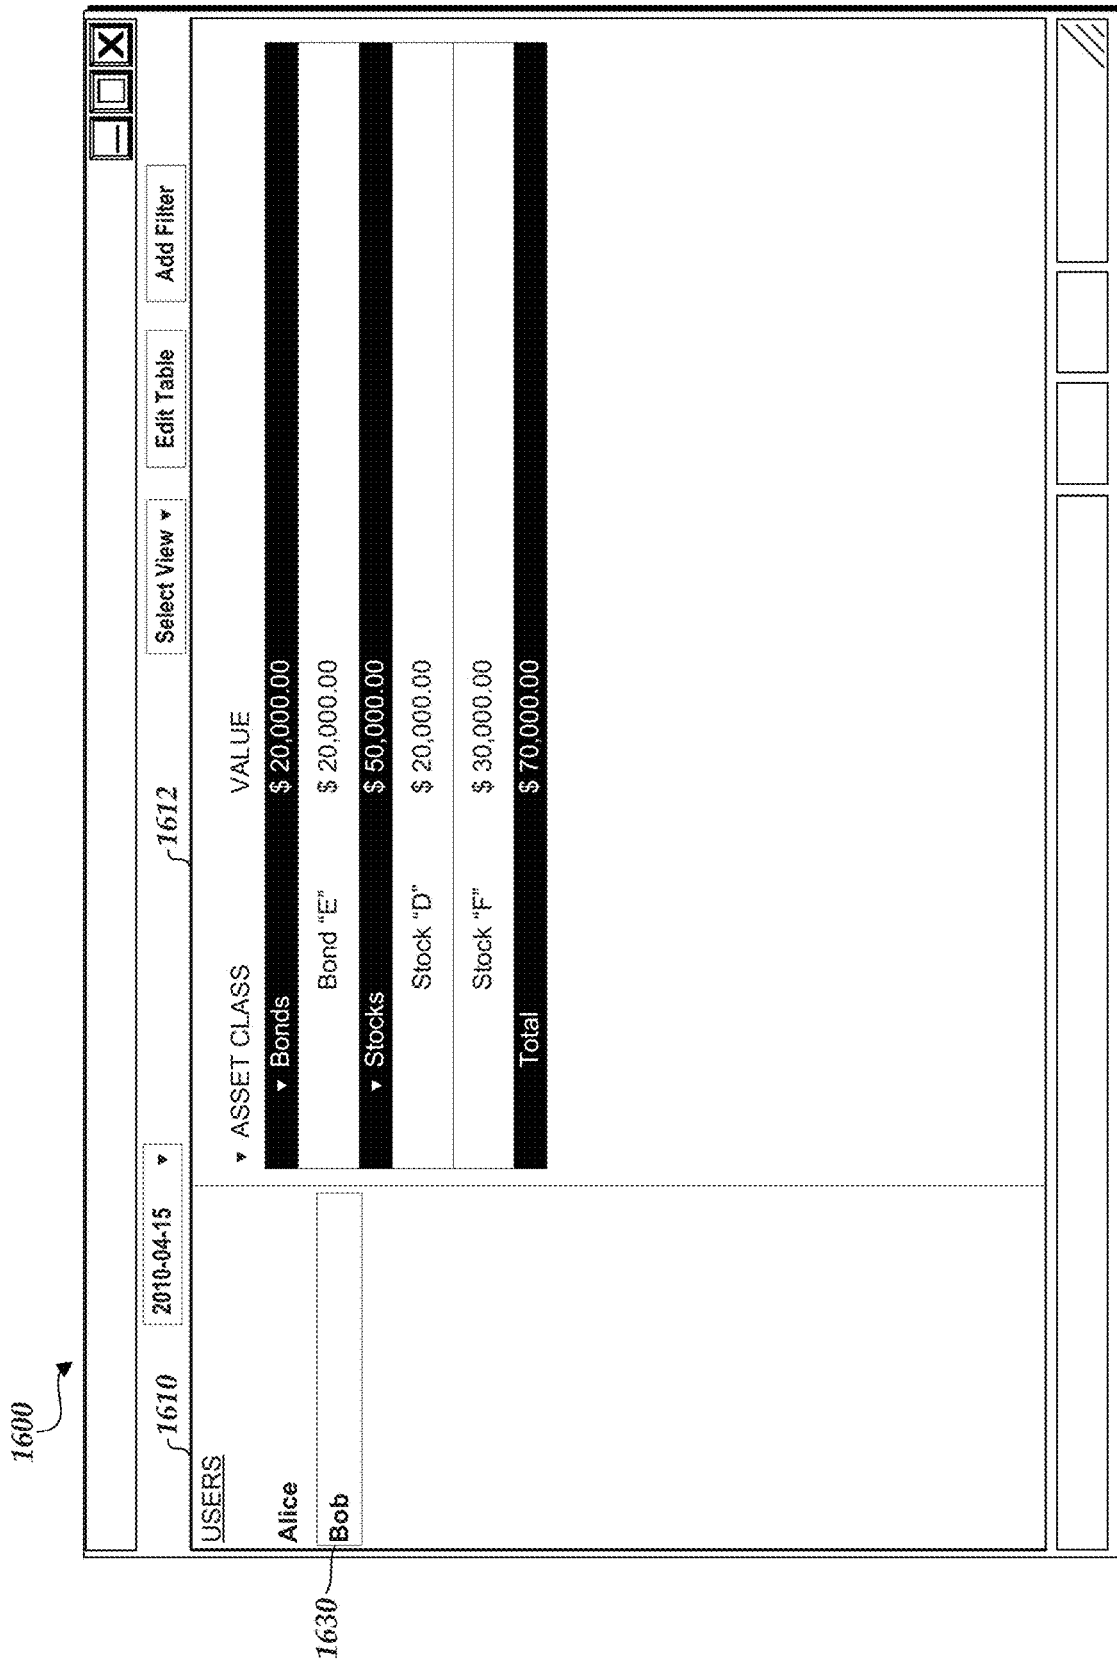 1600
2010-04-15 ▼
Select View ▼
Edit Table
Add Filter
1610
1612
USERS
Alice
Bob
1630
▼ ASSET CLASS VALUE
▼ Bonds $ 20,000.00
Bond “E” $ 20,000.00
▼ Stocks $ 50,000.00
Stock “D” $ 20,000.00
Stock “F” $ 30,000.00
Total $ 70,000.00